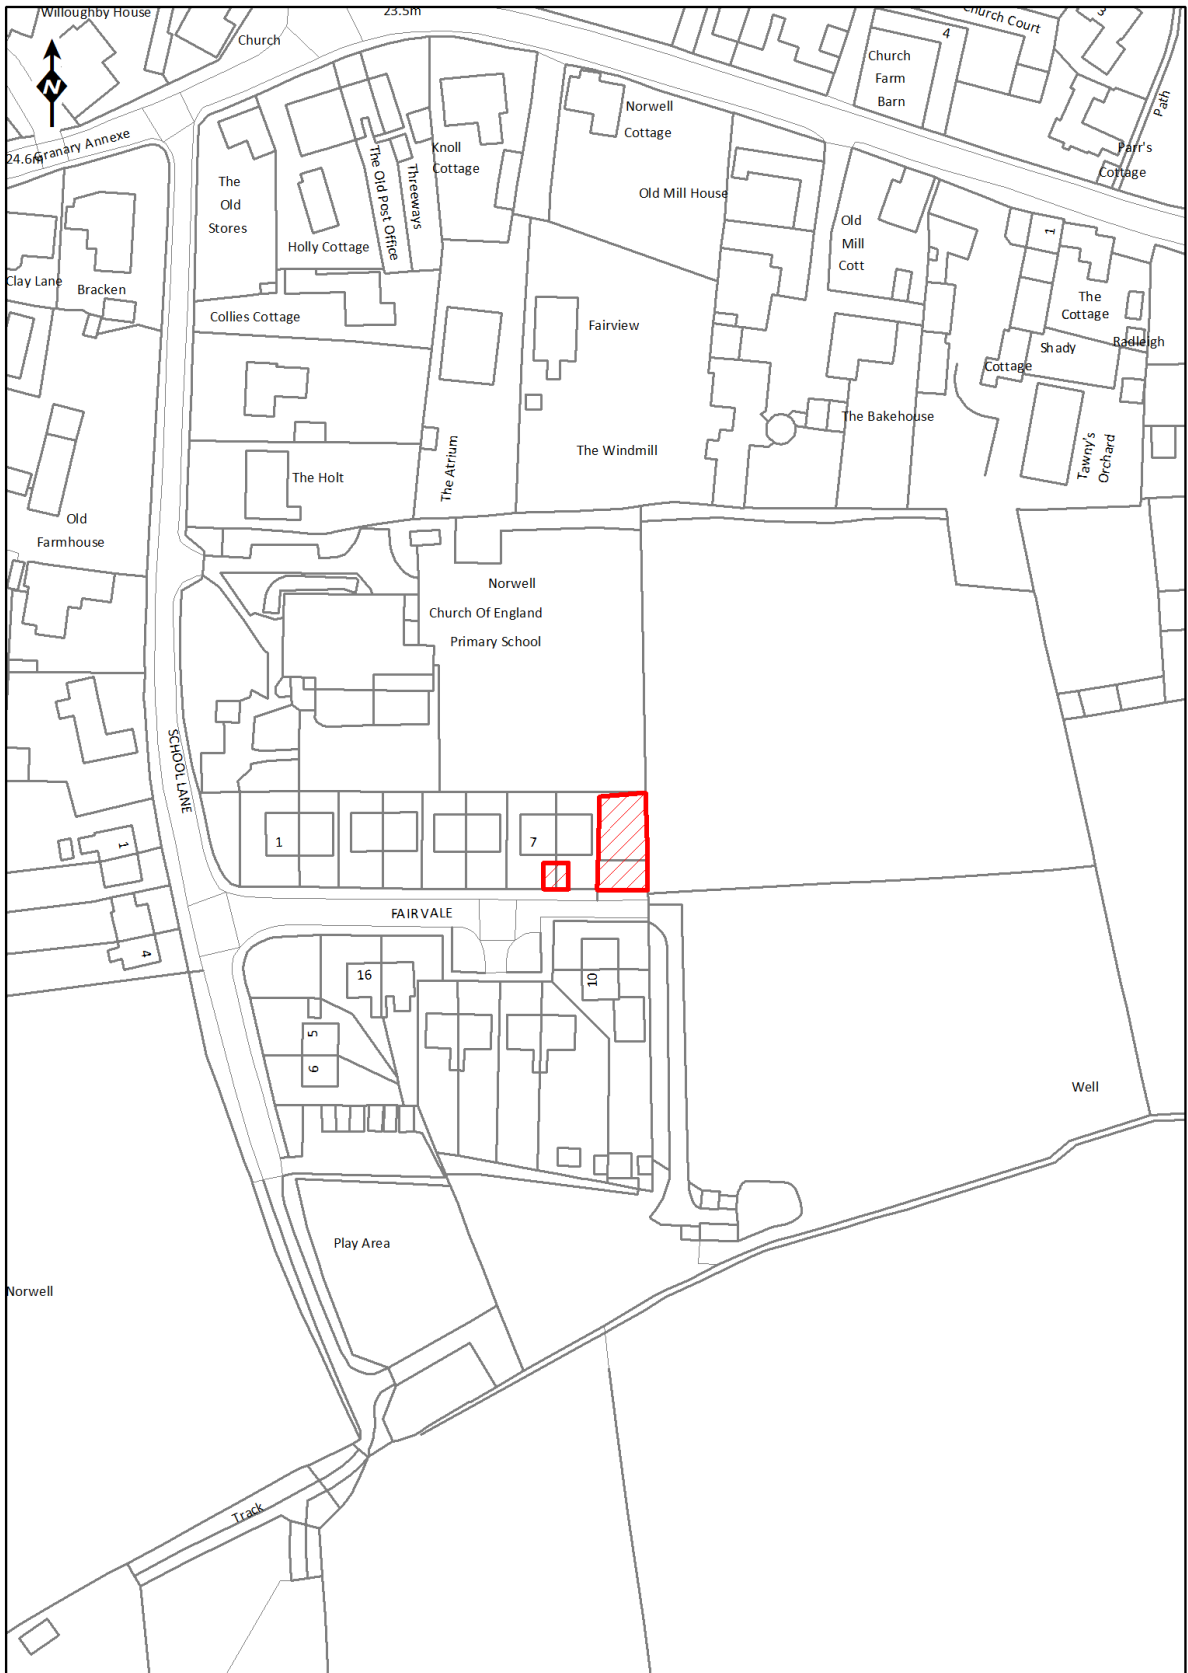 Willoughby House
23.5m
Church
Church Court
3
4
Church
Farm
Barn
Path
N
Granary Annexe
24.6m
Norwell
Cottage
Knoll
Cottage
The Old Post Office
Threeways
Parr's
Cottage
The
Old
Stores
Old Mill House
Holly Cottage
Old
Mill
Cott
1
Clay Lane
Bracken
Collies Cottage
Fairview
The
Cottage
Radleigh
Shady
Cottage
The Bakehouse
The Atrium
The Windmill
Tawny's
Orchard
The Holt
Old
Farmhouse
Norwell
Church Of England
Primary School
SCHOOL LANE
1
1
7
FAIRVALE
4
16
10
5
6
Well
Play Area
Norwell
Track